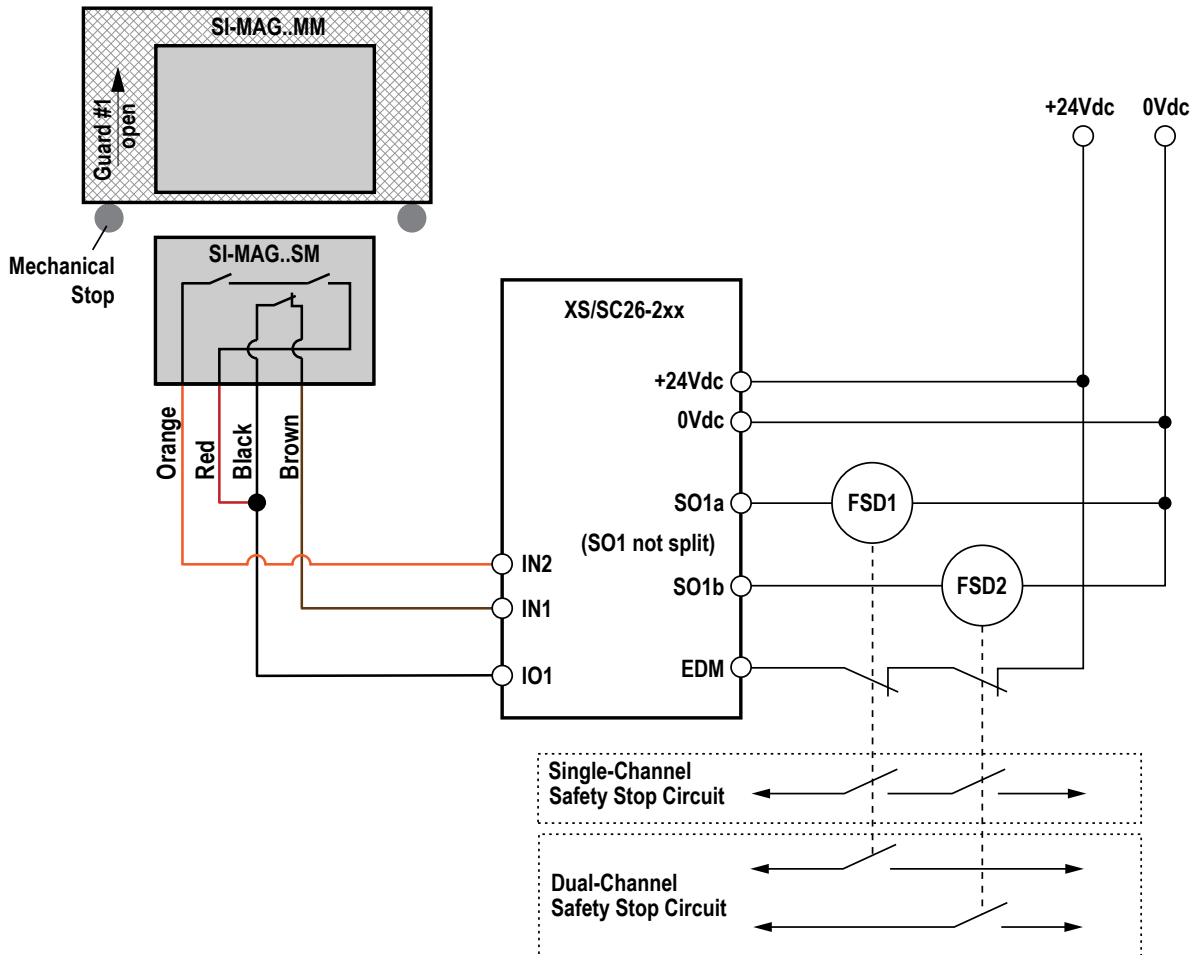 SI-MAG..MM
Guard #1
open
Mechanical
Stop
SI-MAG..SM
Orange
Red
Black
Brown
XS/SC26-2xx
+24Vdc
0Vdc
SO1a
(SO1 not split)
SO1b
EDM
IN2
IN1
IO1
+24Vdc
0Vdc
FSD1
FSD2
Single-Channel
Safety Stop Circuit
Dual-Channel
Safety Stop Circuit